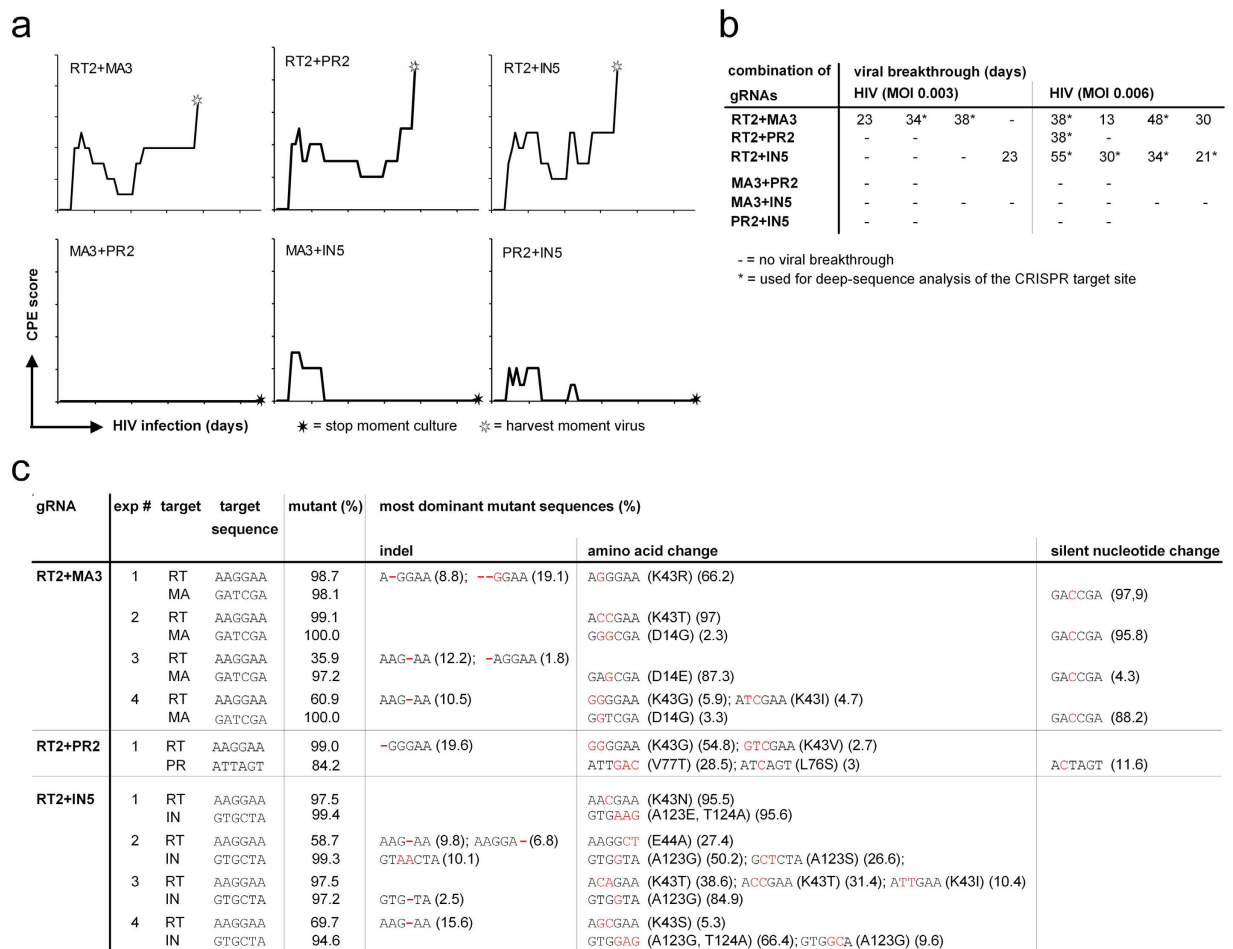 a
RT2+MA3
RT2+PR2
RT2+IN5
MA3+PR2
MA3+IN5
PR2+IN5
CPE score
HIV infection (days)
= stop moment culture
= harvest moment virus
b
combination of gRNAs viral breakthrough (days)
HIV (MOI 0.003) HIV (MOI 0.006)
RT2+MA3 23 34* 38* - 38* 13 48* 30
RT2+PR2 - - 38* -
RT2+IN5 - - - 23 55* 30* 34* 21*
MA3+PR2 - - - -
MA3+IN5 - - - - - - - -
PR2+IN5 - - - -
- = no viral breakthrough
* = used for deep-sequence analysis of the CRISPR target site
c
gRNA exp # target target sequence mutant (%) most dominant mutant sequences (%)
indel amino acid change silent nucleotide change
RT2+MA3 1 RT AAGGAA 98.7 A-GGAA (8.8); --GGAA (19.1) AGGGAA (K43R) (66.2)
MA GATCGA 98.1 GACCGA (97,9)
2 RT AAGGAA 99.1 ACCGAA (K43T) (97)
MA GATCGA 100.0 GGGCGA (D14G) (2.3) GACCGA (95.8)
3 RT AAGGAA 35.9 AAG-AA (12.2); -AGGAA (1.8)
MA GATCGA 97.2 GAGCGA (D14E) (87.3) GACCGA (4.3)
4 RT AAGGAA 60.9 AAG-AA (10.5) GGGGAA (K43G) (5.9); ATCGAA (K43I) (4.7)
MA GATCGA 100.0 GGTCGA (D14G) (3.3) GACCGA (88.2)
RT2+PR2 1 RT AAGGAA 99.0 -GGGAA (19.6) GGGGAA (K43G) (54.8); GTCGAA (K43V) (2.7)
PR ATTAGT 84.2 ATTGAC (V77T) (28.5); ATCAGT (L76S) (3) ACTAGT (11.6)
RT2+IN5 1 RT AAGGAA 97.5 AACGAA (K43N) (95.5)
IN GTGCTA 99.4 GTGAAG (A123E, T124A) (95.6)
2 RT AAGGAA 58.7 AAG-AA (9.8); AAGGA- (6.8) AAGGCT (E44A) (27.4)
IN GTGCTA 99.3 GTAACTA (10.1) GTGGTA (A123G) (50.2); GCTCTA (A123S) (26.6);
3 RT AAGGAA 97.5 ACAGAA (K43T) (38.6); ACCGAA (K43T) (31.4); ATTGAA (K43I) (10.4)
IN GTGCTA 97.2 GTG-TA (2.5) GTGGTA (A123G) (84.9)
4 RT AAGGAA 69.7 AAG-AA (15.6) AGCGAA (K43S) (5.3)
IN GTGCTA 94.6 GTGGAG (A123G, T124A) (66.4); GTGGCA (A123G) (9.6)